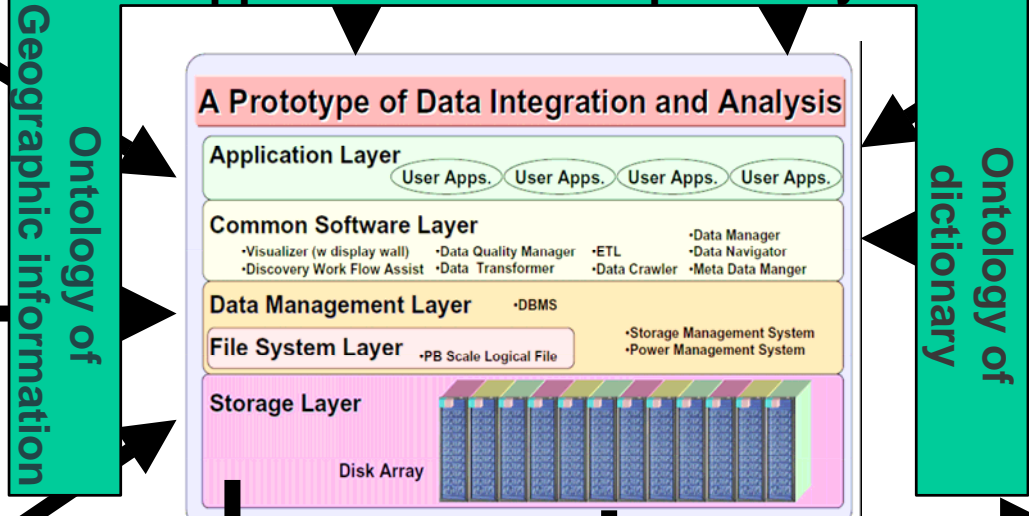 Ontology of
Geographic information
A Prototype of Data Integration and Analysis
Application Layer
User Apps. User Apps. User Apps. User Apps.
Common Software Layer
•Visualizer (w display wall)
•Discovery Work Flow Assist
•Data Quality Manager
•Data Transformer
•ETL
•Data Crawler
•Data Manager
•Data Navigator
•Meta Data Manger
Data Management Layer
•DBMS
File System Layer
•PB Scale Logical File
•Storage Management System
•Power Management System
Storage Layer
Disk Array
Ontology of
dictionary